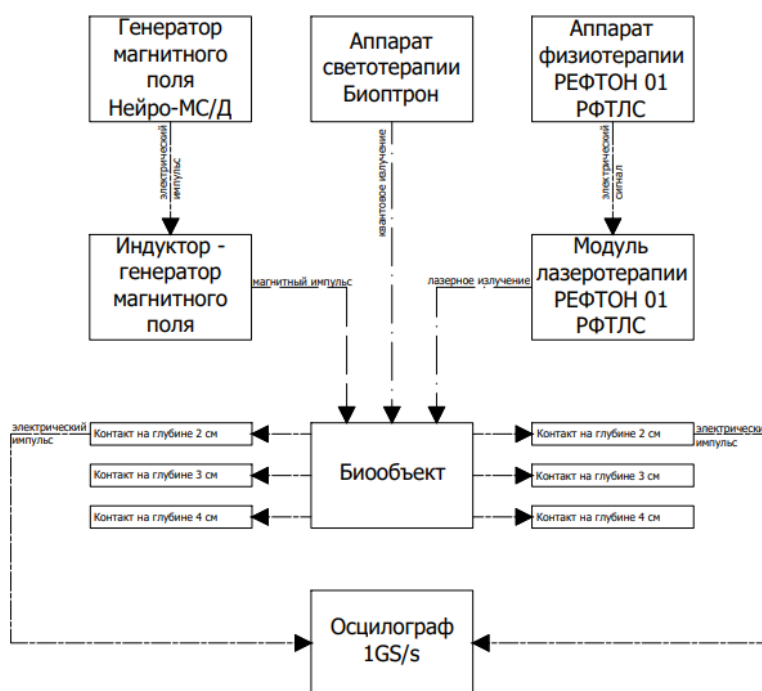 Генератор
магнитного
поля
Нейро-МС/Д
Аппарат
светотерапии
Биоптрон
Аппарат
физиотерапии
РЕФТОН 01
РФТЛС
электрический
импульс
квантовое излучение
электрический
сигнал
Индуктор -
генератор
магнитного
поля
магнитный импульс
лазерное излучение
Модуль
лазеротерапии
РЕФТОН 01
РФТЛС
электрический
импульс
Контакт на глубине 2 см
Контакт на глубине 3 см
Контакт на глубине 4 см
Биообъект
Контакт на глубине 2 см
Контакт на глубине 3 см
Контакт на глубине 4 см
электрический
импульс
Осцилограф
1GS/s